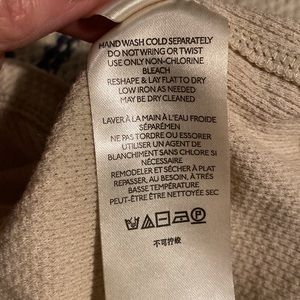 HAND WASH COLD SEPARATELY
DO NOT WRING OR TWIST
USE ONLY NON-CHLORINE
BLEACH
RESHAPE & LAY FLAT TO DRY
LOW IRON AS NEEDED
MAY BE DRY CLEANED
LAVER À LA MAIN À L'EAU FROIDE
SÉPARÉMEN
NE PAS TORDRE OU ESSORER
UTILISER UN AGENT DE
BLANCHIMENT SANS CHLORE SI
NÉCESSAIRE
REMODELER ET SÉCHER À PLAT
REPASSER, AU BESOIN, À TRÈS
BASSE TEMPÉRATURE
PEUT-ÊTRE NETTOYÉ SEC
不可拧绞